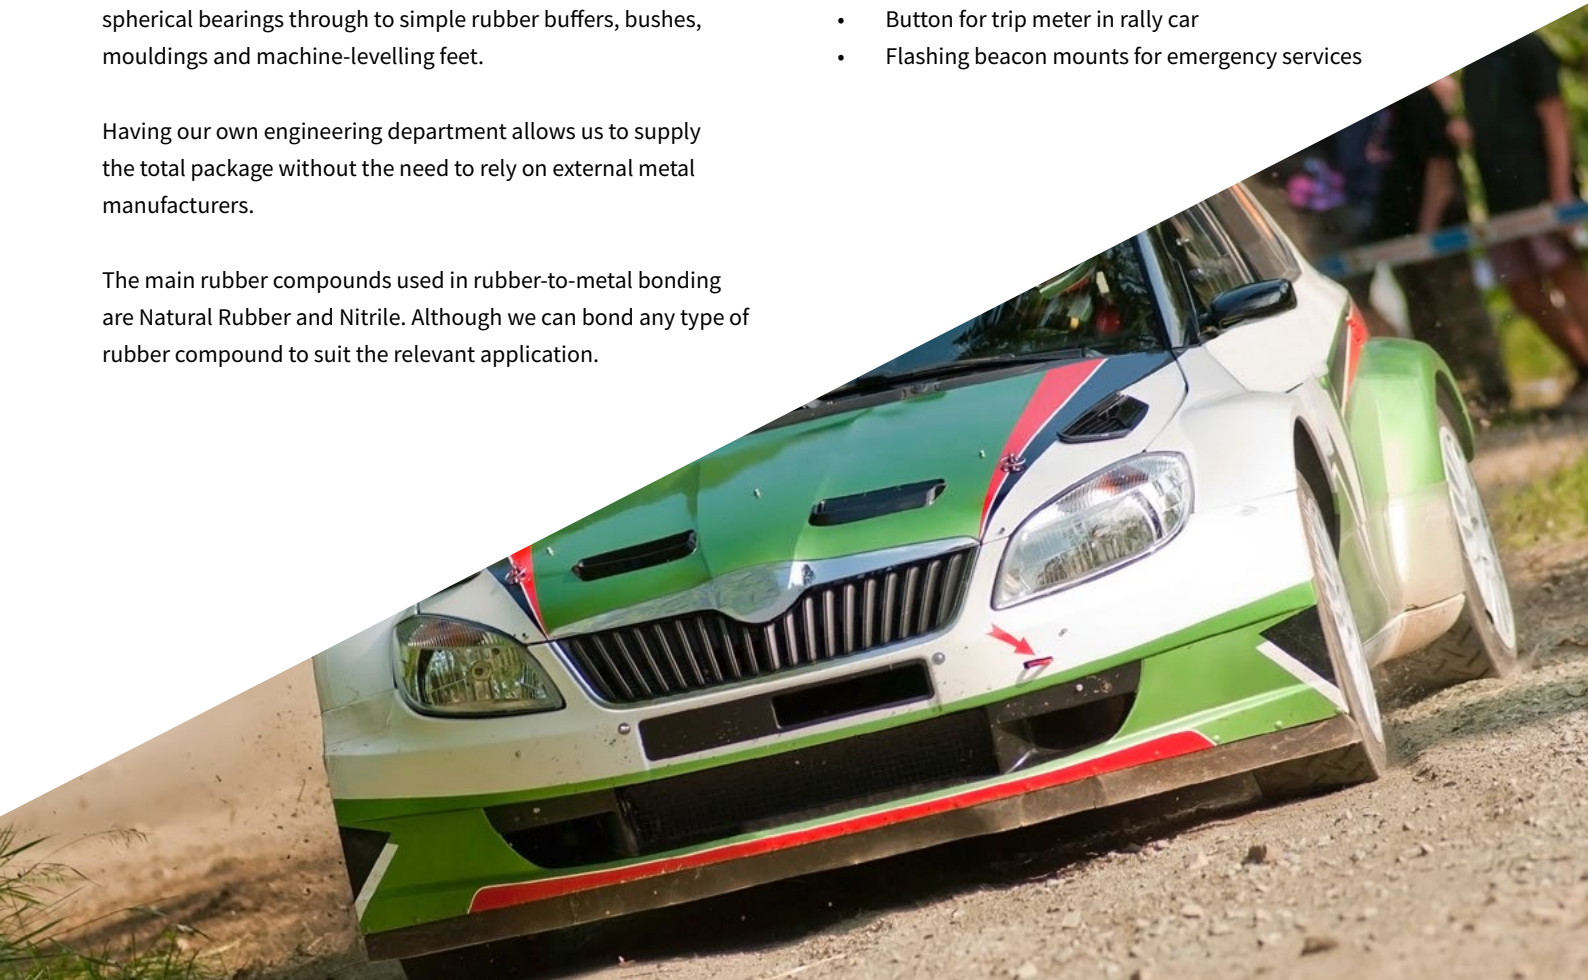 spherical bearings through to simple rubber buffers, bushes,
mouldings and machine-levelling feet.
Having our own engineering department allows us to supply
the total package without the need to rely on external metal
manufacturers.
The main rubber compounds used in rubber-to-metal bonding
are Natural Rubber and Nitrile. Although we can bond any type of
rubber compound to suit the relevant application.
• Button for trip meter in rally car
• Flashing beacon mounts for emergency services